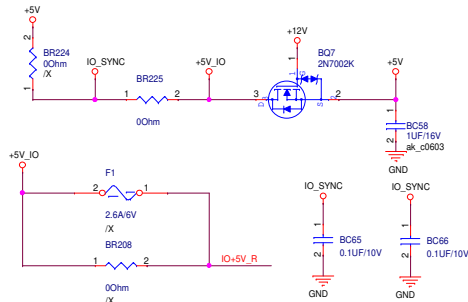 +5V
+12V
2
BR224
0Ohm
/X
1
IO_SYNC
BR225
1
2
0Ohm
+5V_IO
BQ7
2N7002K
1
G
3
D
S
2
+5V
1
BC58
1UF/16V
ak_c0603
2
GND
+5V_IO
F1
2
1
2.6A/6V
/X
BR208
1
2
0Ohm
/X
IO+5V_R
IO_SYNC
1
BC65
0.1UF/10V
2
GND
IO_SYNC
1
BC66
0.1UF/10V
2
GND